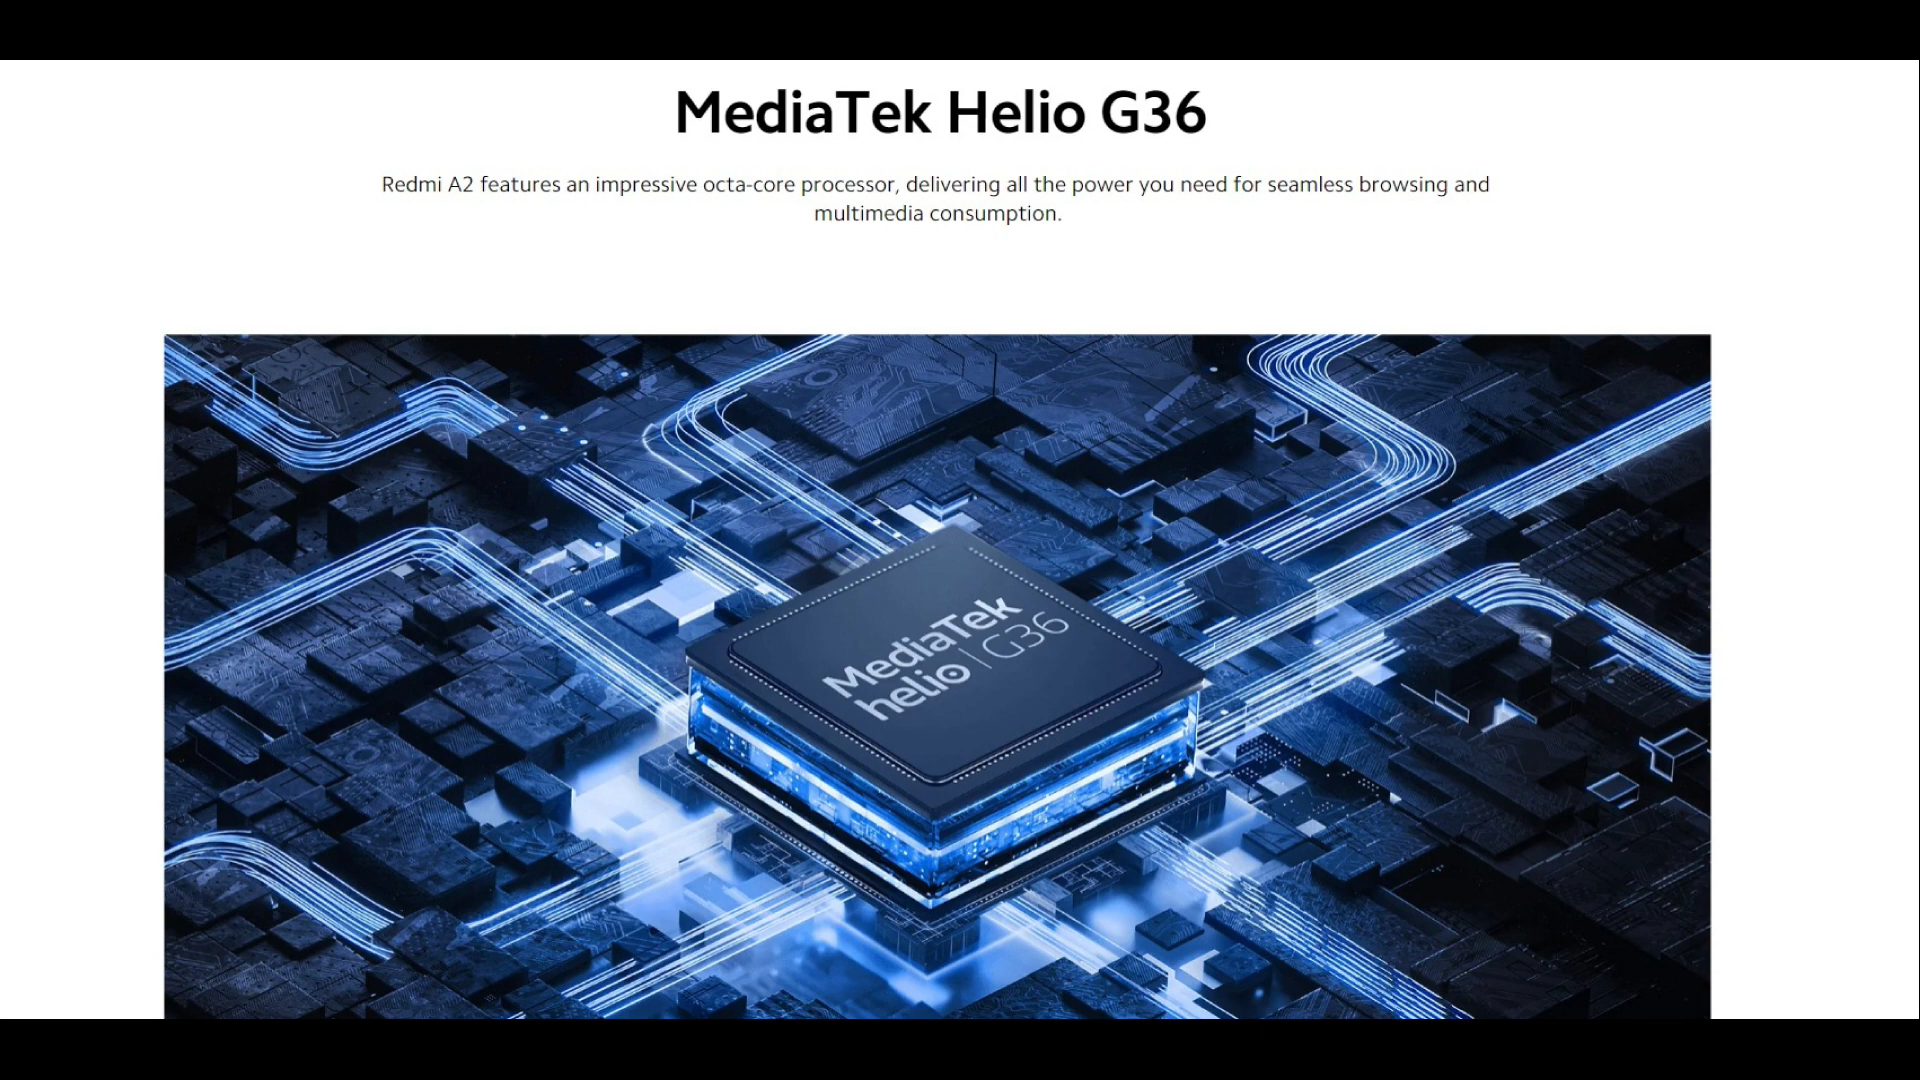 MediaTek Helio G36
Redmi A2 features an impressive octa-core processor, delivering all the power you need for seamless browsing and
multimedia consumption.
MediaTek
helio | G36